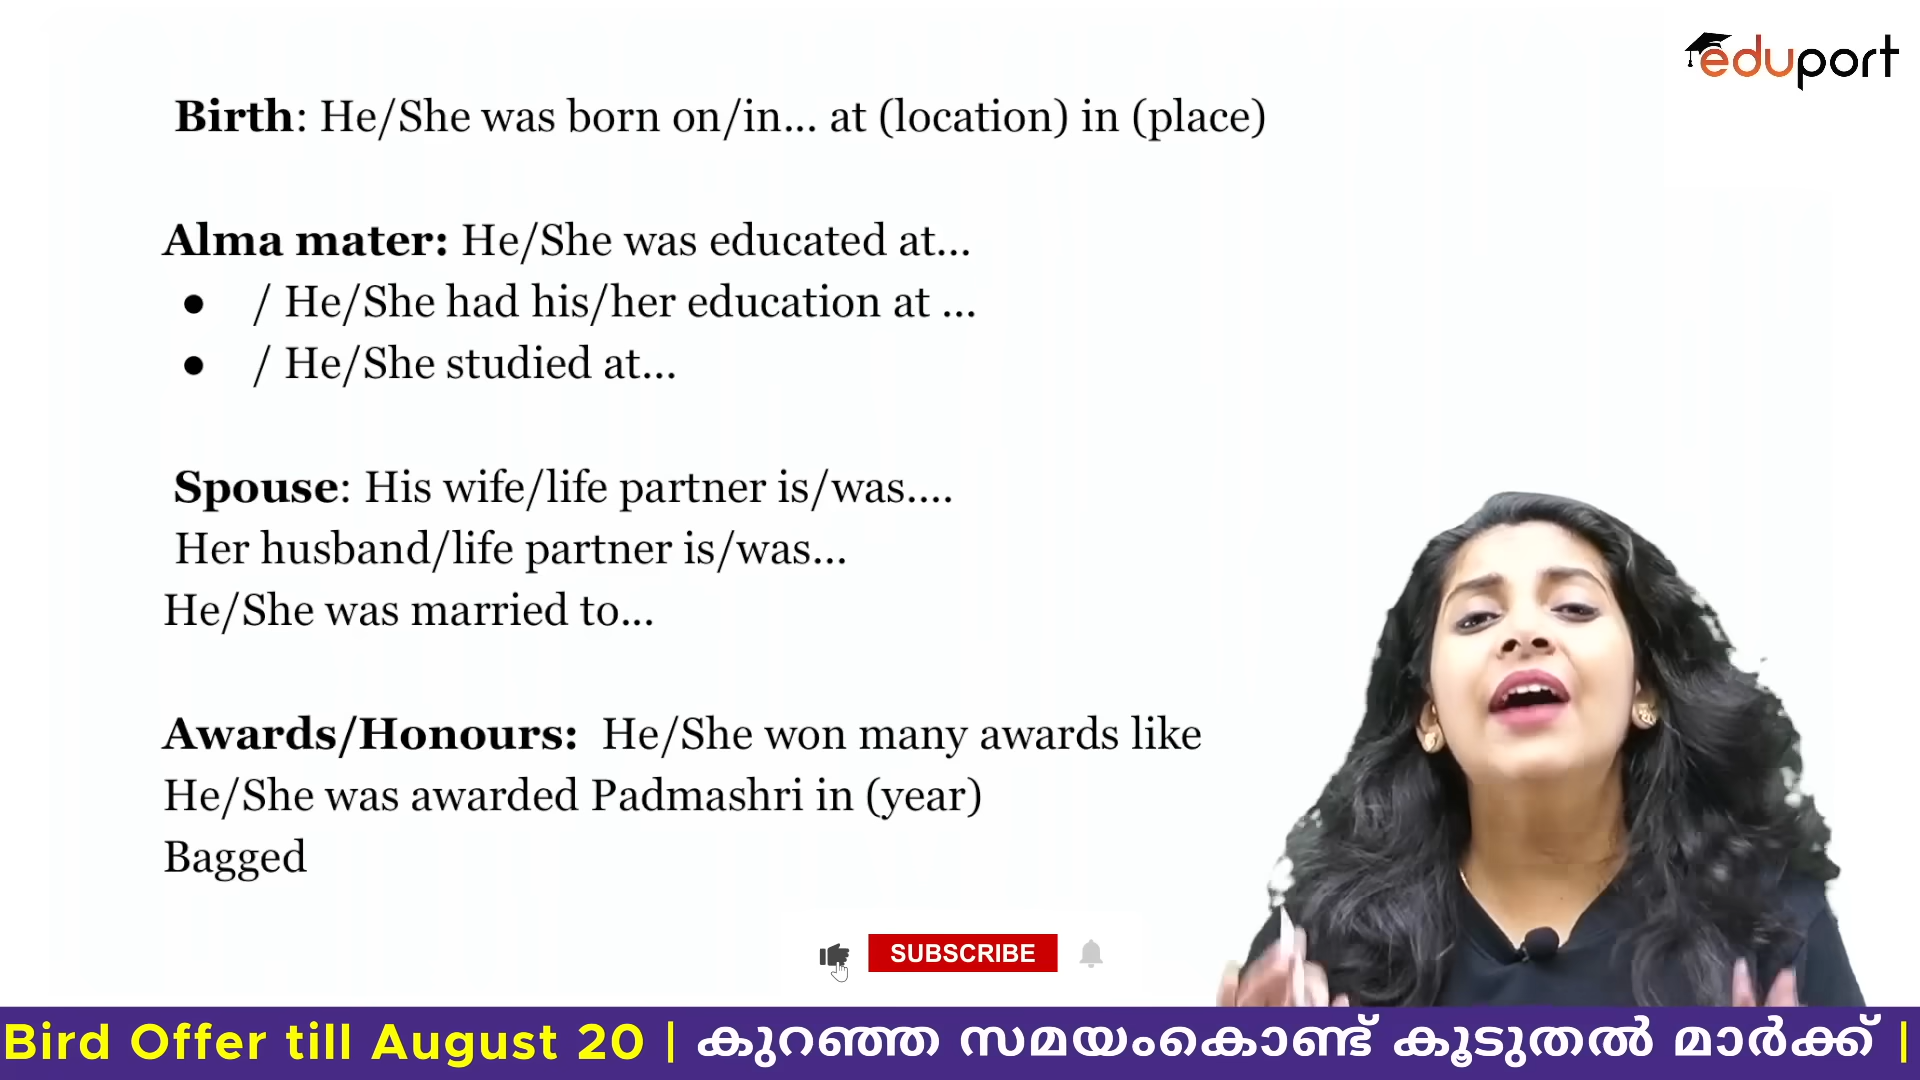 eduport
Birth: He/She was born on/in... at (location) in (place)
Alma mater: He/She was educated at...
● / He/She had his/her education at ...
● / He/She studied at...
Spouse: His wife/life partner is/was....
Her husband/life partner is/was...
He/She was married to...
Awards/Honours: He/She won many awards like
He/She was awarded Padmashri in (year)
Bagged
SUBSCRIBE
Bird Offer till August 20 | കുറഞ്ഞ സമയംകൊണ്ട് കൂടുതൽ മാർക്ക് |